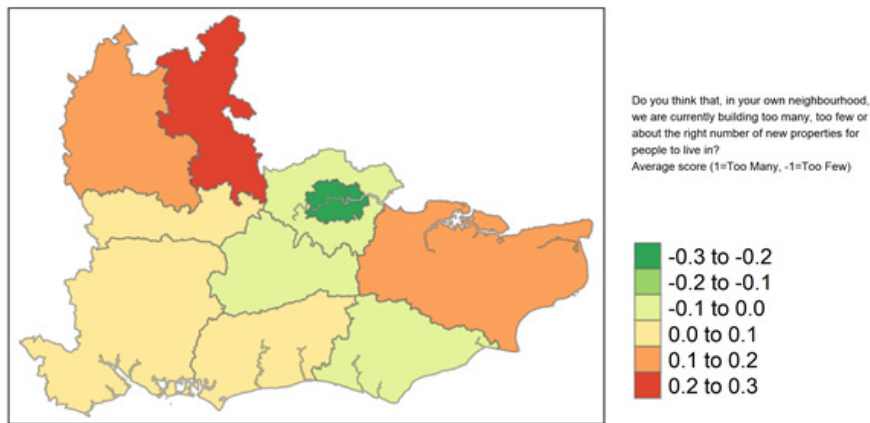 Do you think that, in your own neighbourhood,
we are currently building too many, too few or
about the right number of new properties for
people to live in?
Average score (1=Too Many, -1=Too Few)
-0.3 to -0.2
-0.2 to -0.1
-0.1 to 0.0
0.0 to 0.1
0.1 to 0.2
0.2 to 0.3